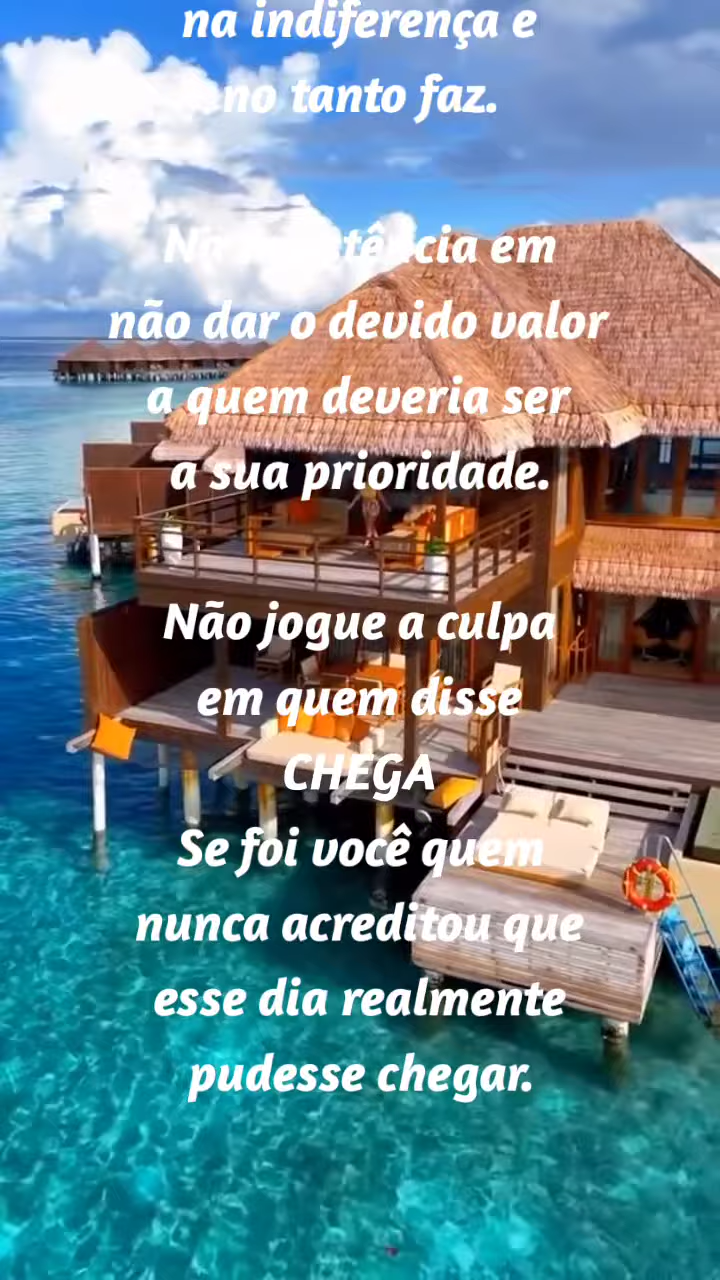 na indiferença e
no tanto faz.
em
não dar o devido valor
a quem deveria ser
a sua prioridade.
Não jogue a culpa
em quem disse
CHEGA
Se foi você quem
nunca acreditou que
esse dia realmente
pudesse chegar.